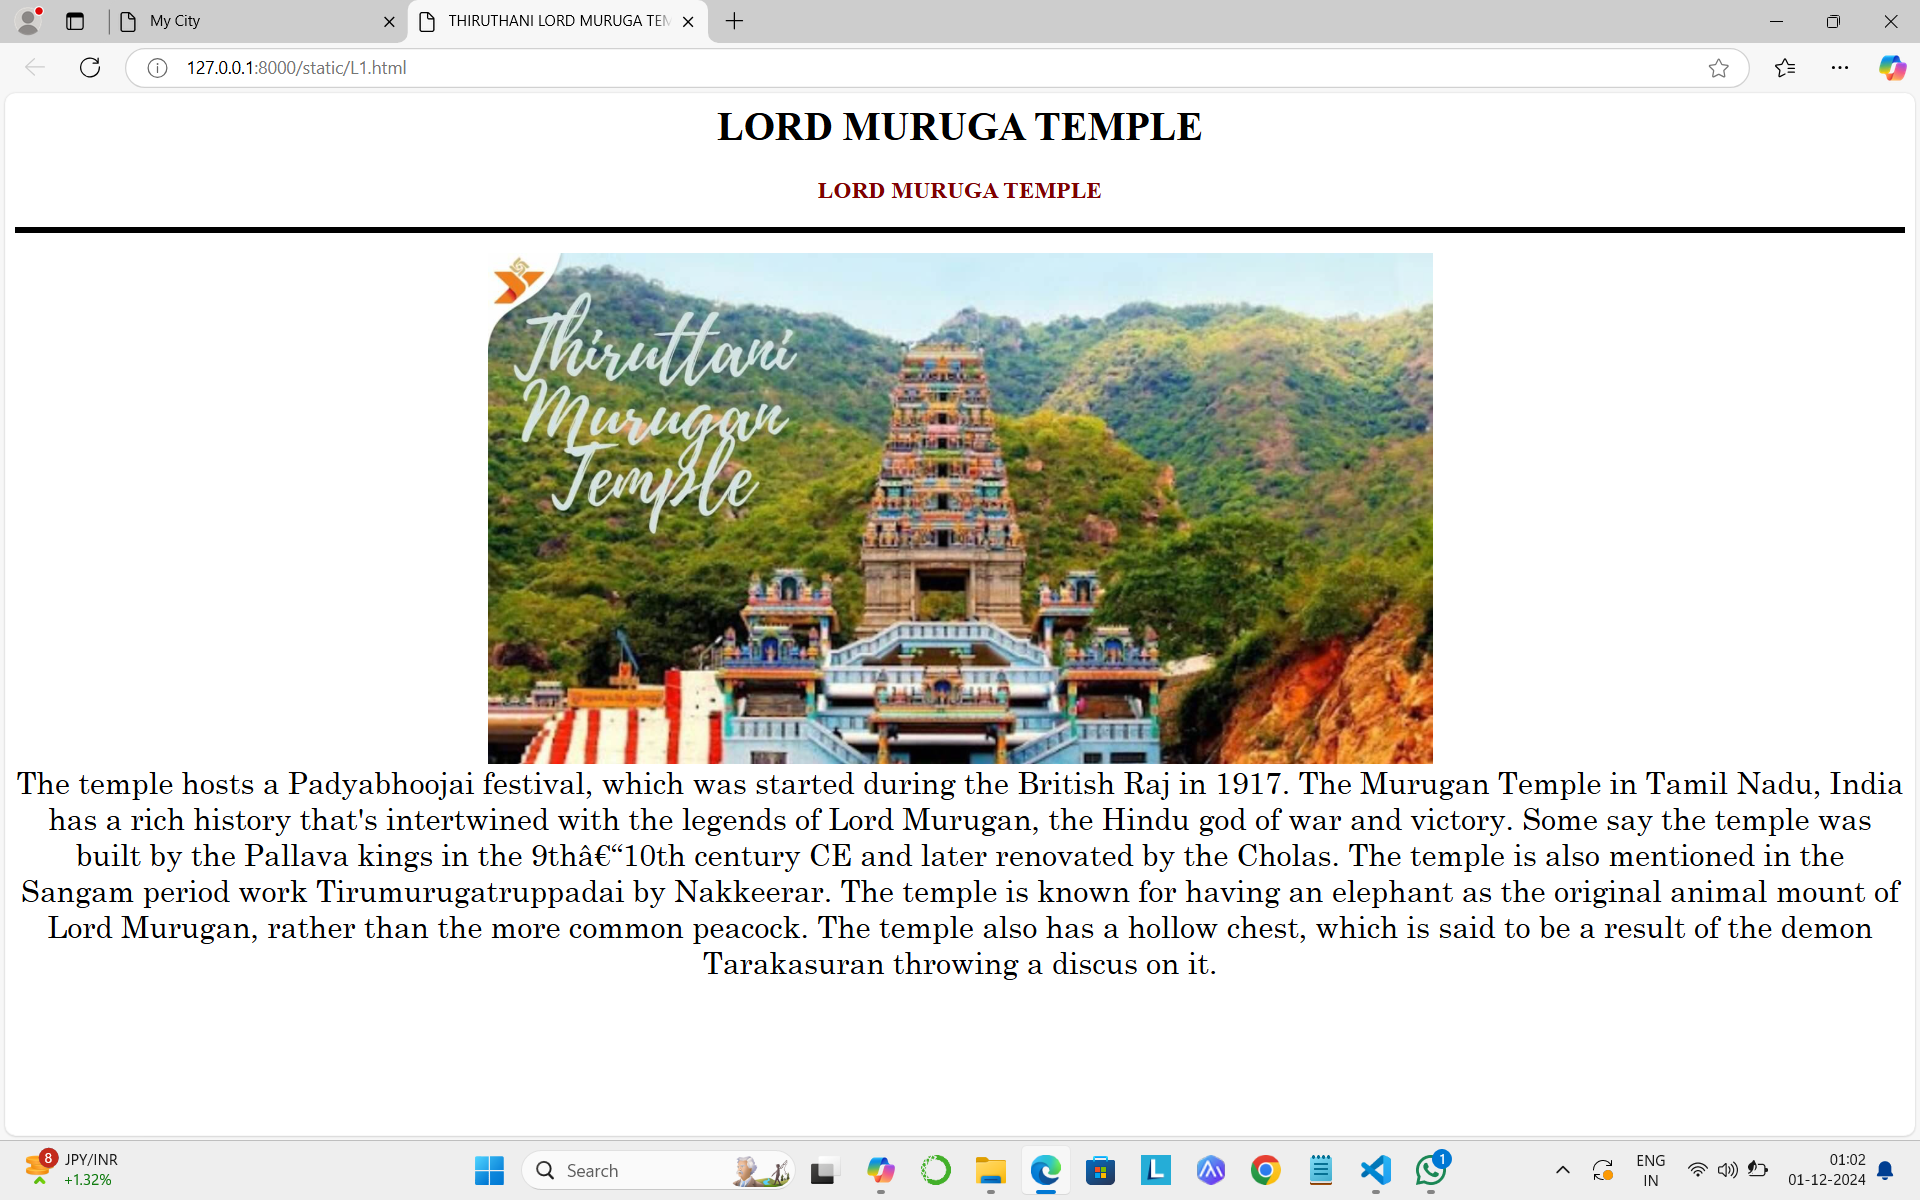 My City
THIRUTHANI LORD MURUGA TEM
127.0.0.1:8000/static/L1.html
LORD MURUGA TEMPLE
LORD MURUGA TEMPLE
Thiruttani
Murugan
Temple
The temple hosts a Padyabhoojai festival, which was started during the British Raj in 1917. The Murugan Temple in Tamil Nadu, India
has a rich history that's intertwined with the legends of Lord Murugan, the Hindu god of war and victory. Some say the temple was
built by the Pallava kings in the 9thâ€“10th century CE and later renovated by the Cholas. The temple is also mentioned in the
Sangam period work Tirumurugatruppadai by Nakkeerar. The temple is known for having an elephant as the original animal mount of
Lord Murugan, rather than the more common peacock. The temple also has a hollow chest, which is said to be a result of the demon
Tarakasuran throwing a discus on it.
8
JPY/INR
+1.32%
Search
L
1
ENG
IN
01:02
01-12-2024